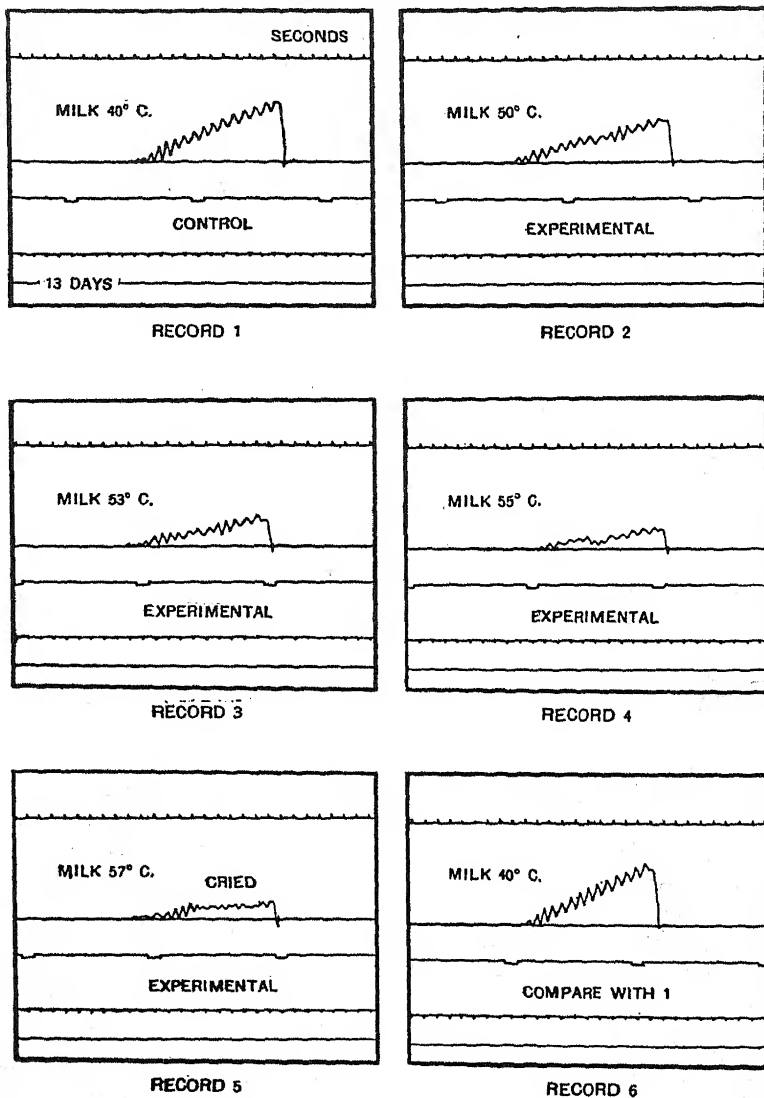 SECONDS
MILK 40° C.
CONTROL
13 DAYS
RECORD 1
MILK 50° C.
EXPERIMENTAL
RECORD 2
MILK 53° C.
EXPERIMENTAL
RECORD 3
MILK 55° C.
EXPERIMENTAL
RECORD 4
MILK 57° C.
CRIED
EXPERIMENTAL
RECORD 5
MILK 40° C.
COMPARE WITH 1
RECORD 6